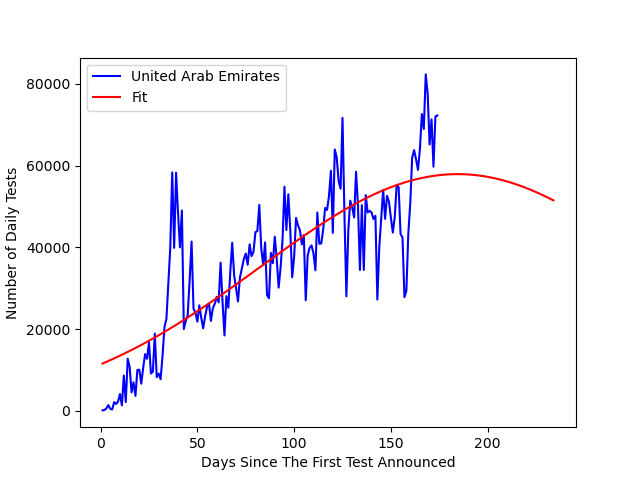 United Arab Emirates
Fit
80000
60000
40000
20000
0
Number of Daily Tests
0 50 100 150 200
Days Since The First Test Announced